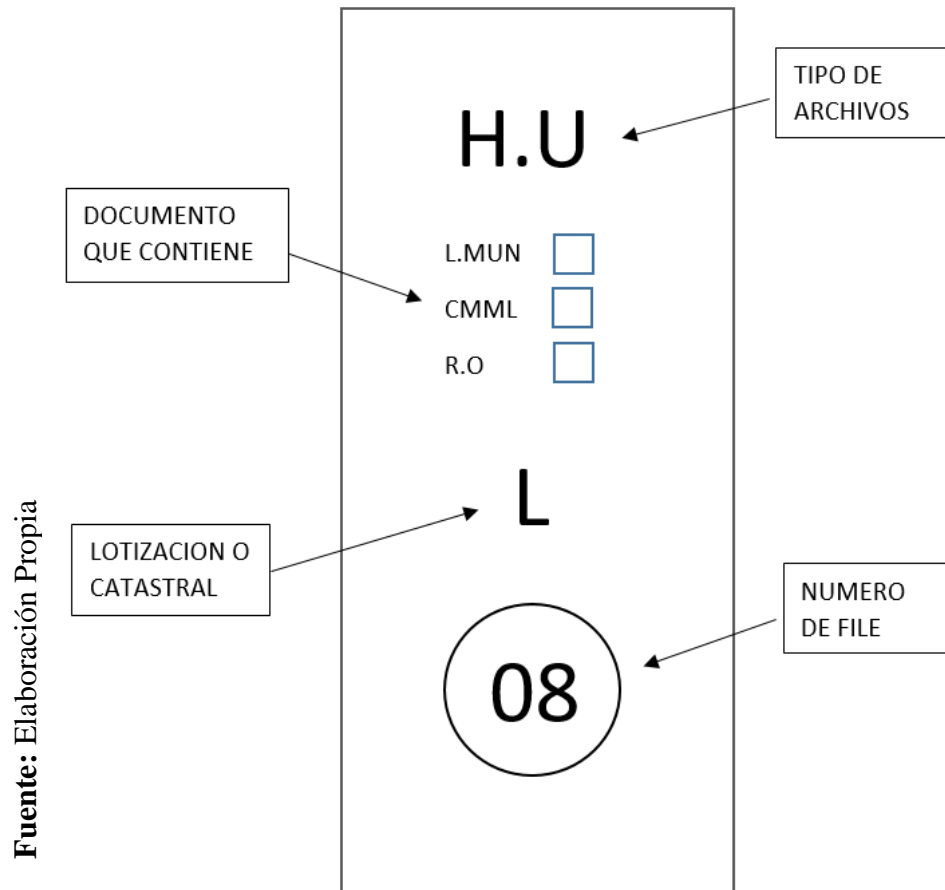 TIPO DE
ARCHIVOS
H.U
DOCUMENTO
QUE CONTIENE
L.MUN
CMML
R.O
L
LOTIZACION O
CATASTRAL
NUMERO
DE FILE
08
Fuente: Elaboración Propia